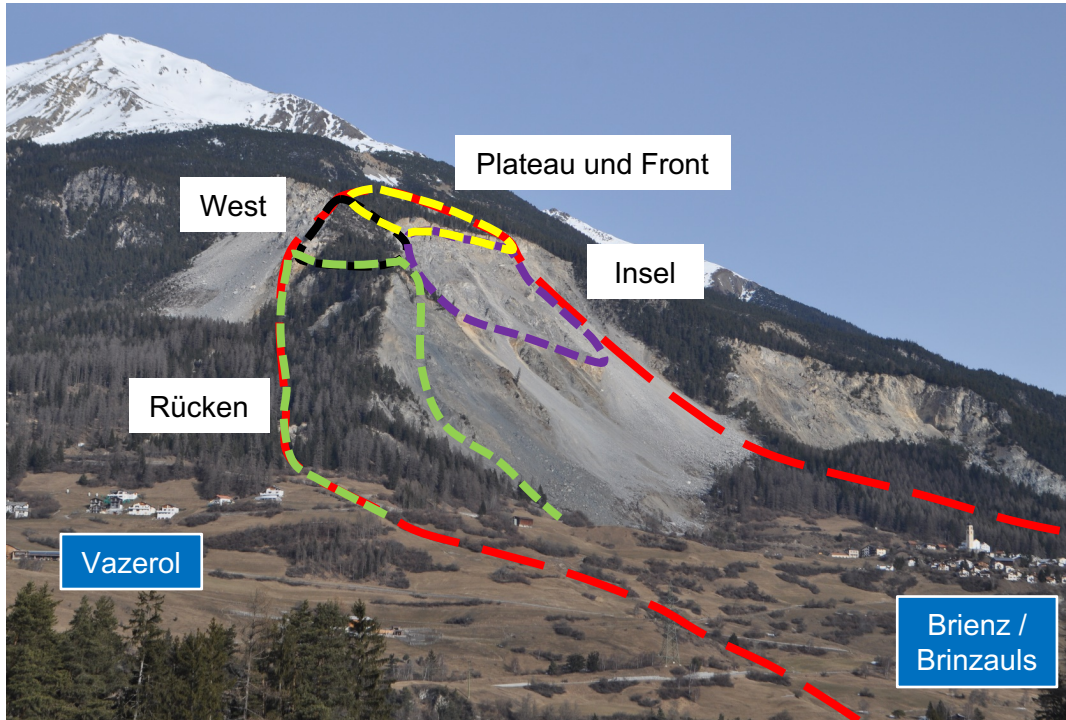 Plateau und Front
West
Insel
Rücken
Vazerol
Brienz /
Brinzauls